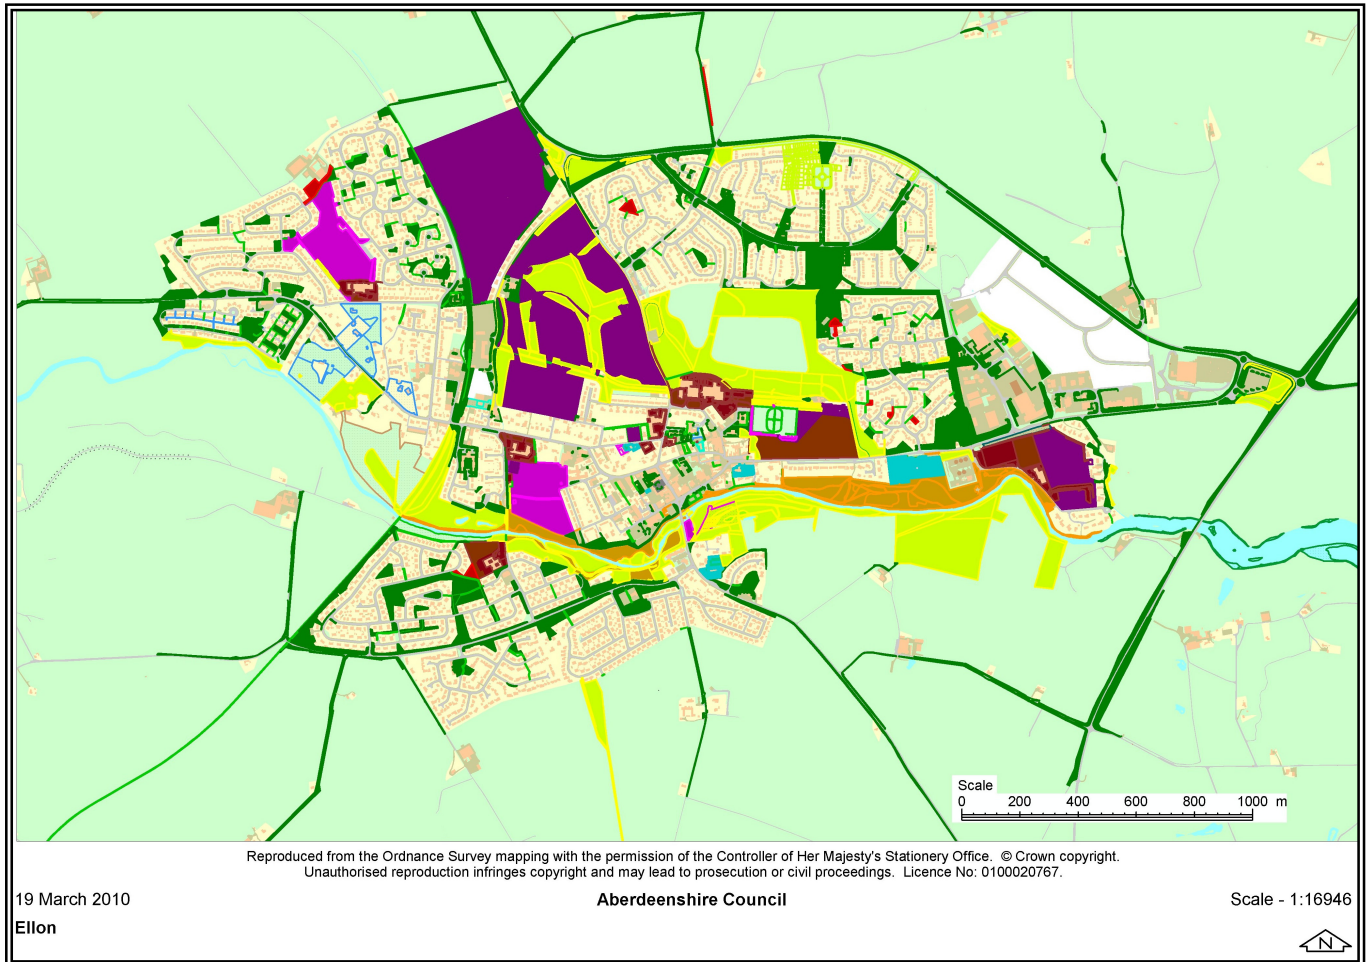 Scale
0 200 400 600 800 1000 m
Reproduced from the Ordnance Survey mapping with the permission of the Controller of Her Majesty's Stationery Office. © Crown copyright.
Unauthorised reproduction infringes copyright and may lead to prosecution or civil proceedings. Licence No: 0100020767.
19 March 2010 Aberdeenshire Council Scale - 1:16946
Ellon
N